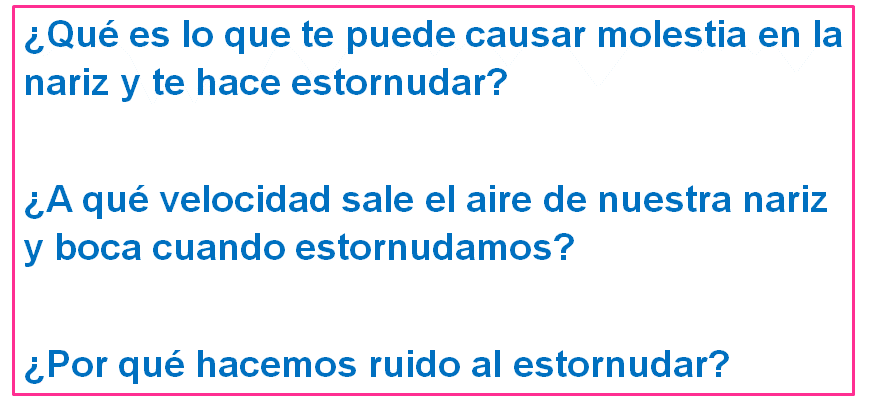 ¿Qué es lo que te puede causar molestia en la
nariz y te hace estornudar?
¿A qué velocidad sale el aire de nuestra nariz
y boca cuando estornudamos?
¿Por qué hacemos ruido al estornudar?